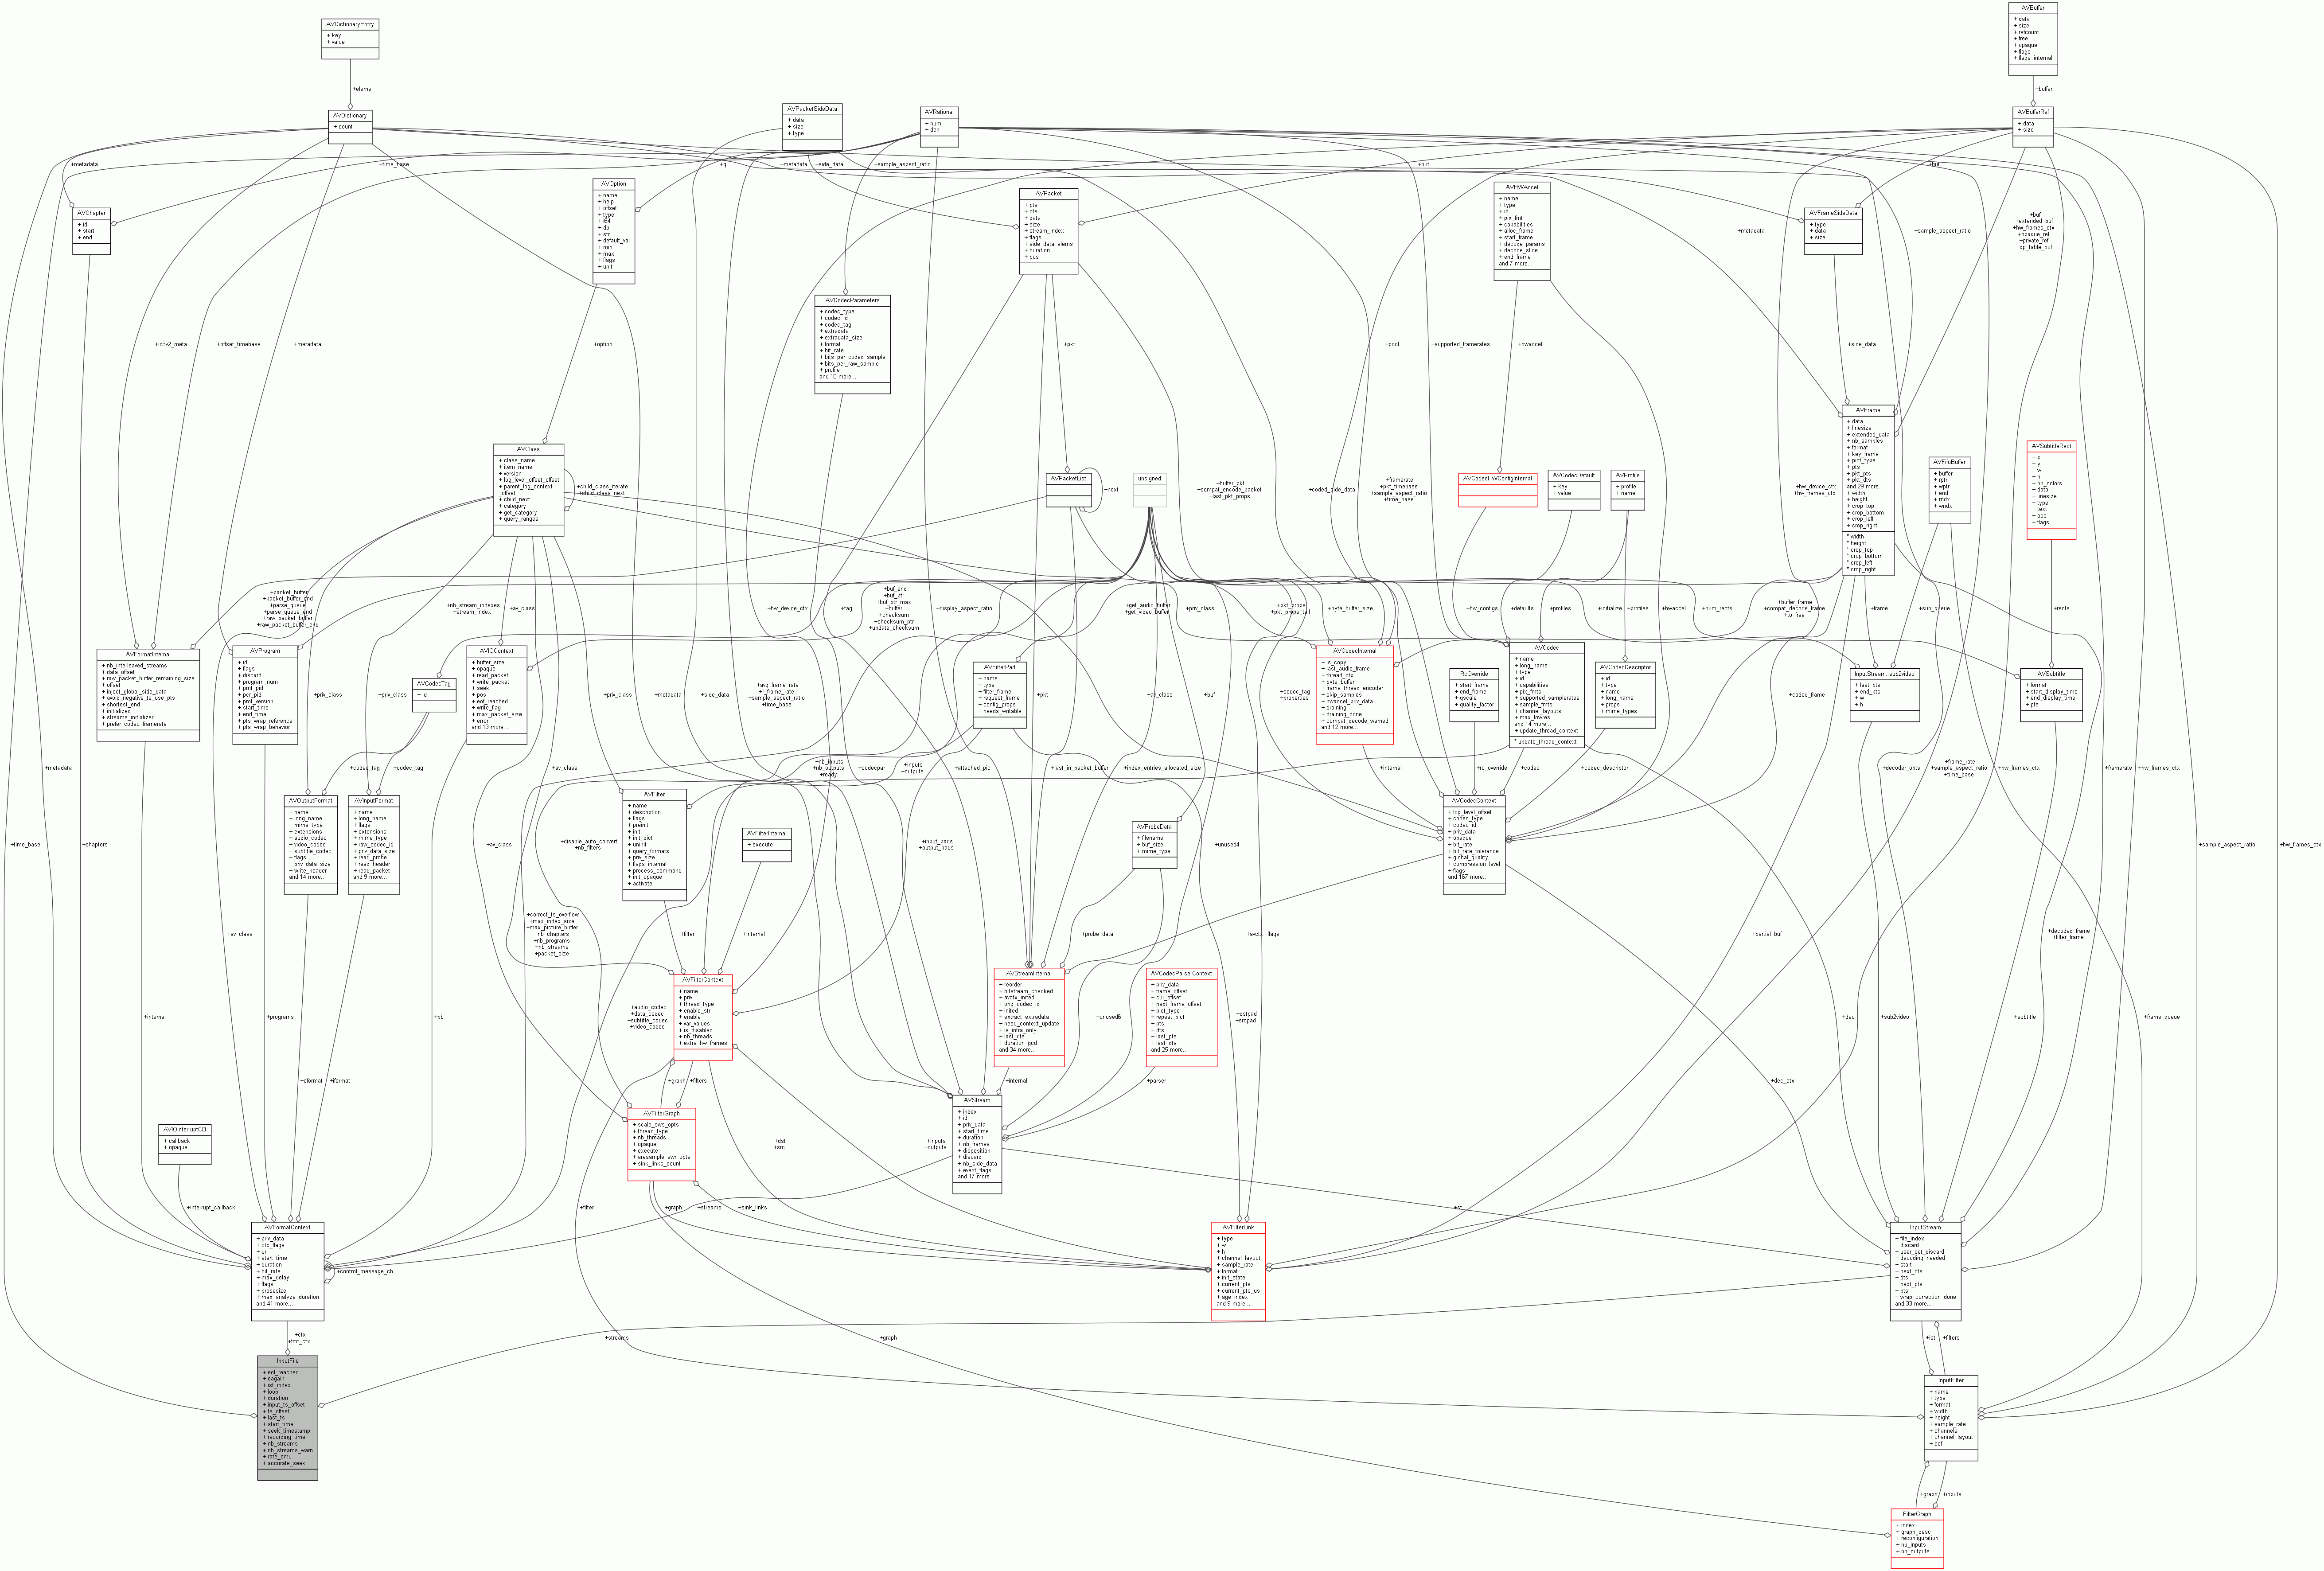 AVDictionaryEntry
+ key
+ value
AVBuffer
+ data
+ size
+ refcount
+ free
+ opaque
+ flags
+ flags_internal
+elems
+buffer
AVDictionary
+ count
AVPacketSideData
+ data
+ size
+ type
AVRational
+ num
+ den
AVBufferRef
+ data
+ size
+metadata
+time_base
+q
+metadata
+side_data
+sample_aspect_ratio
+buf
+buf
AVChapter
+ id
+ start
+ end
AVOption
+ name
+ help
+ offset
+ type
+ i64
+ dbl
+ str
+ default_val
+ min
+ max
+ flags
+ unit
AVPacket
+ pts
+ dts
+ data
+ size
+ stream_index
+ flags
+ side_data_elems
+ duration
+ pos
AVHWAccel
+ name
+ type
+ id
+ pix_fmt
+ capabilities
+ alloc_frame
+ start_frame
+ decode_params
+ decode_slice
+ end_frame
and 7 more...
AVFrameSideData
+ type
+ data
+ size
+metadata
+sample_aspect_ratio
+buf
+extended_buf
+hw_frames_ctx
+opaque_ref
+private_ref
+qp_table_buf
AVCodecParameters
+ codec_type
+ codec_id
+ codec_tag
+ extradata
+ extradata_size
+ format
+ bit_rate
+ bits_per_coded_sample
+ bits_per_raw_sample
+ profile
and 18 more...
+id3v2_meta
+offset_timebase
+metadata
+option
+pkt
+pool
+supported_framerates
+hwaccel
+side_data
AVFrame
+ data
+ linesize
+ extended_data
+ nb_samples
+ format
+ key_frame
+ pict_type
+ pts
+ pkt_pts
+ pkt_dts
and 29 more...
+ width
+ height
+ crop_top
+ crop_bottom
+ crop_left
+ crop_right
* width
* height
* crop_top
* crop_bottom
* crop_left
* crop_right
AVClass
+ class_name
+ item_name
+ version
+ log_level_offset_offset
+ parent_log_context
_offset
+ child_next
+ category
+ get_category
+ query_ranges
+child_class_iterate
+child_class_next
AVPacketList
+next
unsigned
+buffer_pkt
+compat_encode_packet
+last_pkt_props
+coded_side_data
+framerate
+pkt_timebase
+sample_aspect_ratio
+time_base
AVCodecHWConfigInternal
AVCodecDefault
+ key
+ value
AVProfile
+ profile
+ name
+hw_device_ctx
+hw_frames_ctx
AVFifoBuffer
+ buffer
+ rptr
+ wptr
+ end
+ rndx
+ wndx
AVSubtitleRect
+ x
+ y
+ w
+ h
+ nb_colors
+ data
+ linesize
+ type
+ text
+ ass
+ flags
+packet_buffer
+packet_buffer_end
+parse_queue
+parse_queue_end
+raw_packet_buffer
+raw_packet_buffer_end
+nb_stream_indexes
+stream_index
+av_class
+hw_device_ctx
+tag
+buf_end
+buf_ptr
+buf_ptr_max
+buffer
+checksum
+checksum_ptr
+update_checksum
+display_aspect_ratio
+get_audio_buffer
+get_video_buffer
+priv_class
+pkt_props
+pkt_props_tail
+byte_buffer_size
+hw_configs
+defaults
+profiles
+initialize
+profiles
+hwaccel
+num_rects
+buffer_frame
+compat_decode_frame
+to_free
+frame
+sub_queue
+rects
AVFormatInternal
+ nb_interleaved_streams
+ data_offset
+ raw_packet_buffer_remaining_size
+ offset
+ inject_global_side_data
+ avoid_negative_ts_use_pts
+ shortest_end
+ initialized
+ streams_initialized
+ prefer_codec_framerate
AVProgram
+ id
+ flags
+ discard
+ program_num
+ pmt_pid
+ pcr_pid
+ pmt_version
+ start_time
+ end_time
+ pts_wrap_reference
+ pts_wrap_behavior
+priv_class
+priv_class
AVCodecTag
+ id
AVIOContext
+ buffer_size
+ opaque
+ read_packet
+ write_packet
+ seek
+ pos
+ eof_reached
+ write_flag
+ max_packet_size
+ error
and 19 more...
+priv_class
+metadata
+side_data
+avg_frame_rate
+r_frame_rate
+sample_aspect_ratio
+time_base
AVFilterPad
+ name
+ type
+ filter_frame
+ request_frame
+ config_props
+ needs_writable
+pkt
+av_class
+buf
+codec_tag
+properties
AVCodecInternal
+ is_copy
+ last_audio_frame
+ thread_ctx
+ byte_buffer
+ frame_thread_encoder
+ skip_samples
+ hwaccel_priv_data
+ draining
+ draining_done
+ compat_decode_warned
and 12 more...
RcOverride
+ start_frame
+ end_frame
+ qscale
+ quality_factor
AVCodec
+ name
+ long_name
+ type
+ id
+ capabilities
+ pix_fmts
+ supported_samplerates
+ sample_fmts
+ channel_layouts
+ max_lowres
and 14 more...
+ update_thread_context
* update_thread_context
AVCodecDescriptor
+ id
+ type
+ name
+ long_name
+ props
+ mime_types
+coded_frame
InputStream::sub2video
+ last_pts
+ end_pts
+ w
+ h
AVSubtitle
+ format
+ start_display_time
+ end_display_time
+ pts
+metadata
+codec_tag
+codec_tag
+av_class
+nb_inputs
+nb_outputs
+ready
+codecpar
+inputs
+outputs
+attached_pic
+last_in_packet_buffer
+index_entries_allocated_size
+internal
+rc_override
+codec
+codec_descriptor
+decoder_opts
+frame_rate
+sample_aspect_ratio
+time_base
+hw_frames_ctx
+framerate
+hw_frames_ctx
+time_base
+chapters
AVOutputFormat
+ name
+ long_name
+ mime_type
+ extensions
+ audio_codec
+ video_codec
+ subtitle_codec
+ flags
+ priv_data_size
+ write_header
and 14 more...
AVInputFormat
+ name
+ long_name
+ flags
+ extensions
+ mime_type
+ raw_codec_id
+ priv_data_size
+ read_probe
+ read_header
+ read_packet
and 9 more...
+av_class
+disable_auto_convert
+nb_filters
AVFilter
+ name
+ description
+ flags
+ preinit
+ init
+ init_dict
+ uninit
+ query_formats
+ priv_size
+ flags_internal
+ process_command
+ init_opaque
+ activate
AVFilterInternal
+ execute
+input_pads
+output_pads
AVProbeData
+ filename
+ buf_size
+ mime_type
+unused4
AVCodecContext
+ log_level_offset
+ codec_type
+ codec_id
+ priv_data
+ opaque
+ bit_rate
+ bit_rate_tolerance
+ global_quality
+ compression_level
+ flags
and 167 more...
+sample_aspect_ratio
+hw_frames_ctx
+av_class
+correct_ts_overflow
+max_index_size
+max_picture_buffer
+nb_chapters
+nb_programs
+nb_streams
+packet_size
+filter
+internal
+probe_data
+avctx
+flags
+partial_buf
+decoded_frame
+filter_frame
+internal
+programs
+oformat
+iformat
+pb
+audio_codec
+data_codec
+subtitle_codec
+video_codec
AVFilterContext
+ name
+ priv
+ thread_type
+ enable_str
+ enable
+ var_values
+ is_disabled
+ nb_threads
+ extra_hw_frames
AVStreamInternal
+ reorder
+ bitstream_checked
+ avctx_inited
+ orig_codec_id
+ inited
+ extract_extradata
+ need_context_update
+ is_intra_only
+ last_dts
+ duration_gcd
and 34 more...
+unused6
AVCodecParserContext
+ priv_data
+ frame_offset
+ cur_offset
+ next_frame_offset
+ pict_type
+ repeat_pict
+ pts
+ dts
+ last_pts
+ last_dts
and 25 more...
+dstpad
+srcpad
+dec
+sub2video
+subtitle
+frame_queue
+graph
+filters
+internal
+parser
+dec_ctx
AVIOInterruptCB
+ callback
+ opaque
AVFilterGraph
+ scale_sws_opts
+ thread_type
+ nb_threads
+ opaque
+ execute
+ aresample_swr_opts
+ sink_links_count
+dst
+src
+inputs
+outputs
AVStream
+ index
+ id
+ priv_data
+ start_time
+ duration
+ nb_frames
+ disposition
+ discard
+ nb_side_data
+ event_flags
and 17 more...
+interrupt_callback
+filter
+graph
+streams
+sink_links
+st
AVFormatContext
+ priv_data
+ ctx_flags
+ url
+ start_time
+ duration
+ bit_rate
+ max_delay
+ flags
+ probesize
+ max_analyze_duration
and 41 more...
+control_message_cb
AVFilterLink
+ type
+ w
+ h
+ channel_layout
+ sample_rate
+ format
+ init_state
+ current_pts
+ current_pts_us
+ age_index
and 9 more...
InputStream
+ file_index
+ discard
+ user_set_discard
+ decoding_needed
+ start
+ next_dts
+ dts
+ next_pts
+ pts
+ wrap_correction_done
and 33 more...
+ctx
+fmt_ctx
+streams
+graph
+ist
+filters
InputFile
+ eof_reached
+ eagain
+ ist_index
+ loop
+ duration
+ input_ts_offset
+ ts_offset
+ last_ts
+ start_time
+ seek_timestamp
+ recording_time
+ nb_streams
+ nb_streams_warn
+ rate_emu
+ accurate_seek
InputFilter
+ name
+ type
+ format
+ width
+ height
+ sample_rate
+ channels
+ channel_layout
+ eof
+graph
+inputs
FilterGraph
+ index
+ graph_desc
+ reconfiguration
+ nb_inputs
+ nb_outputs